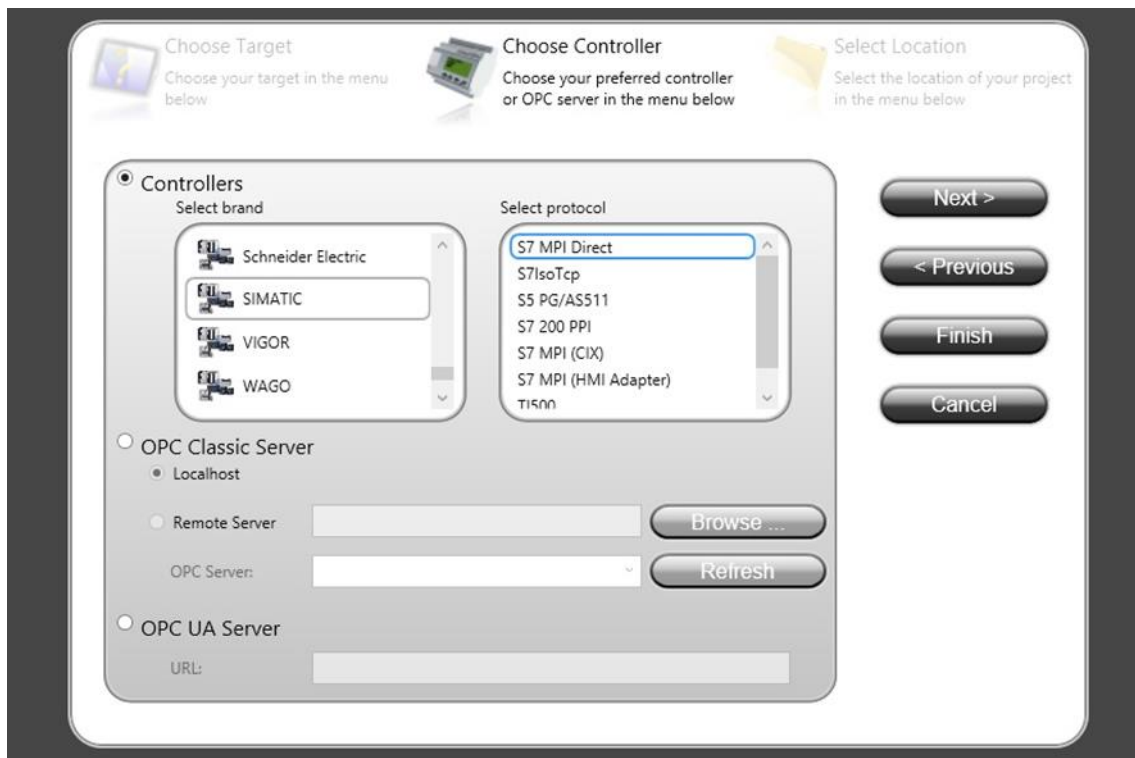 Choose Target
Choose your target in the menu
below
Choose Controller
Choose your preferred controller
or OPC server in the menu below
Select Location
Select the location of your project
in the menu below
Controllers
Select brand
Schneider Electric
SIMATIC
VIGOR
WAGO
Select protocol
S7 MPI Direct
S7IsoTcp
S5 PG/AS511
S7 200 PPI
S7 MPI (CIX)
S7 MPI (HMI Adapter)
TI500
Next >
< Previous
Finish
Cancel
OPC Classic Server
Localhost
Remote Server
Browse ...
OPC Server:
Refresh
OPC UA Server
URL: